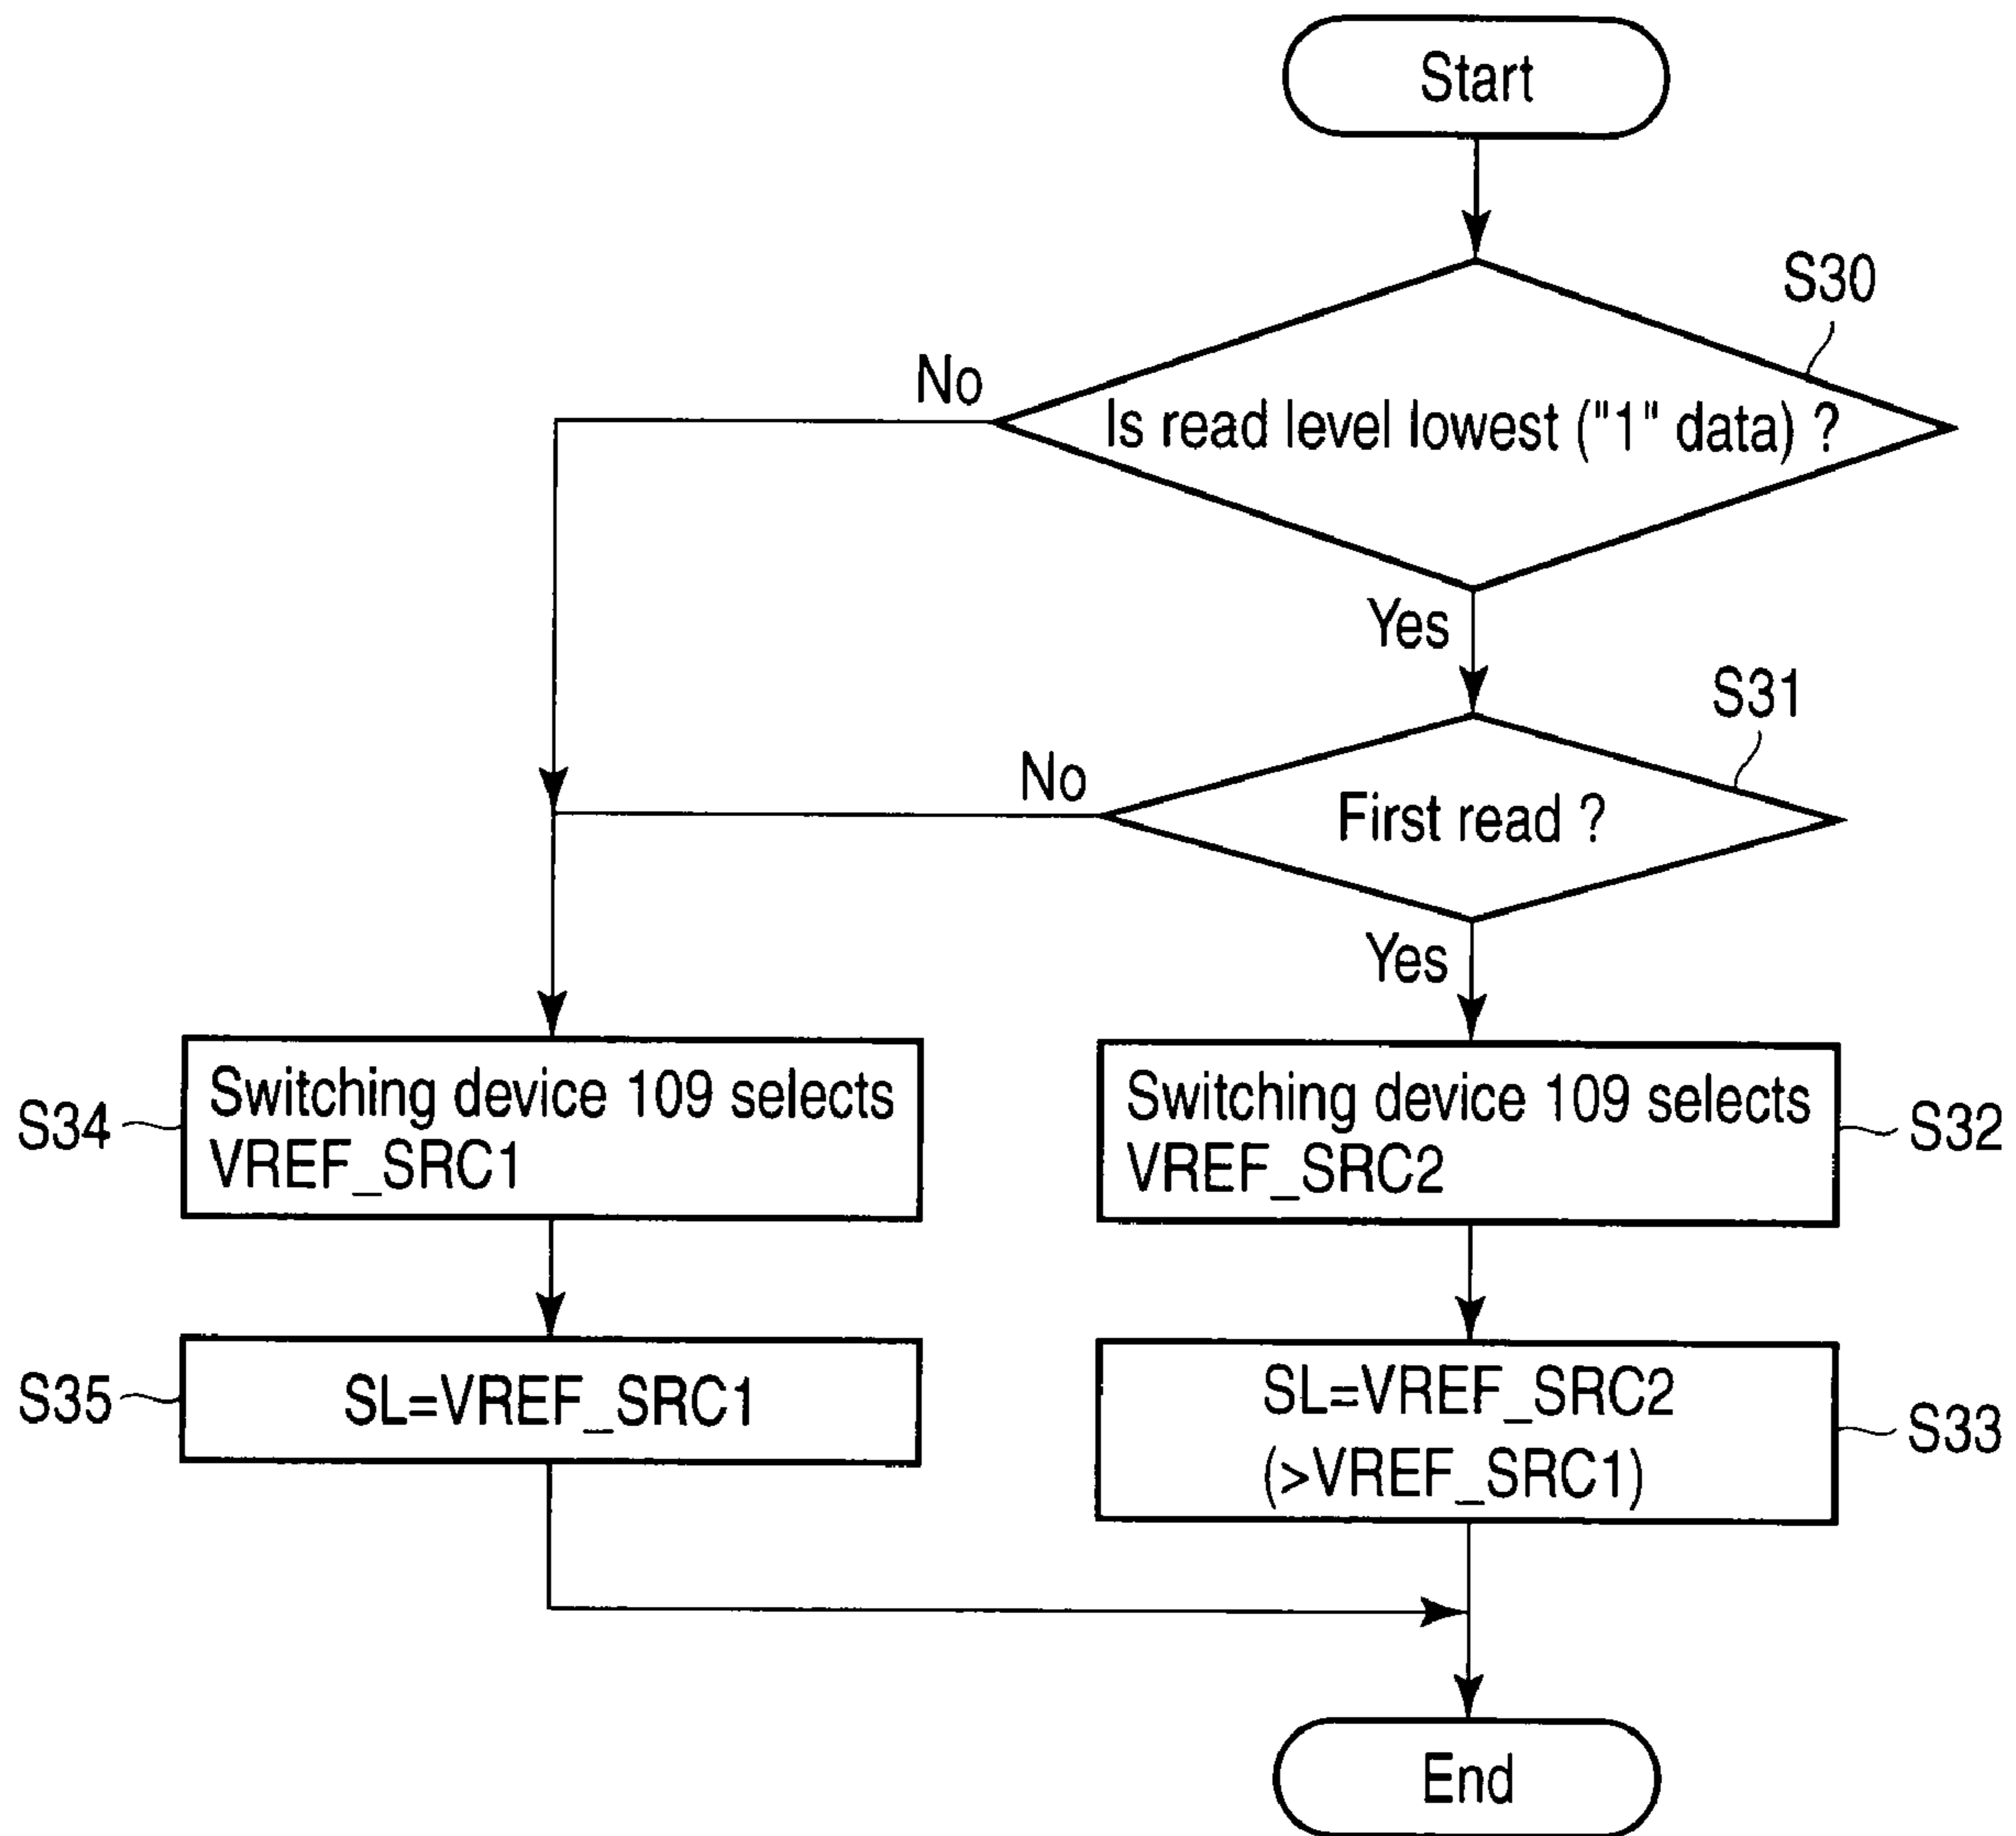 Start
S30
No
Is read level lowest ("1" data) ?
Yes
S31
No
First read ?
Yes
S34
Switching device 109 selects
VREF_SRC1
Switching device 109 selects
VREF_SRC2
S32
S35
SL=VREF_SRC1
SL=VREF_SRC2
(>VREF_SRC1)
S33
End